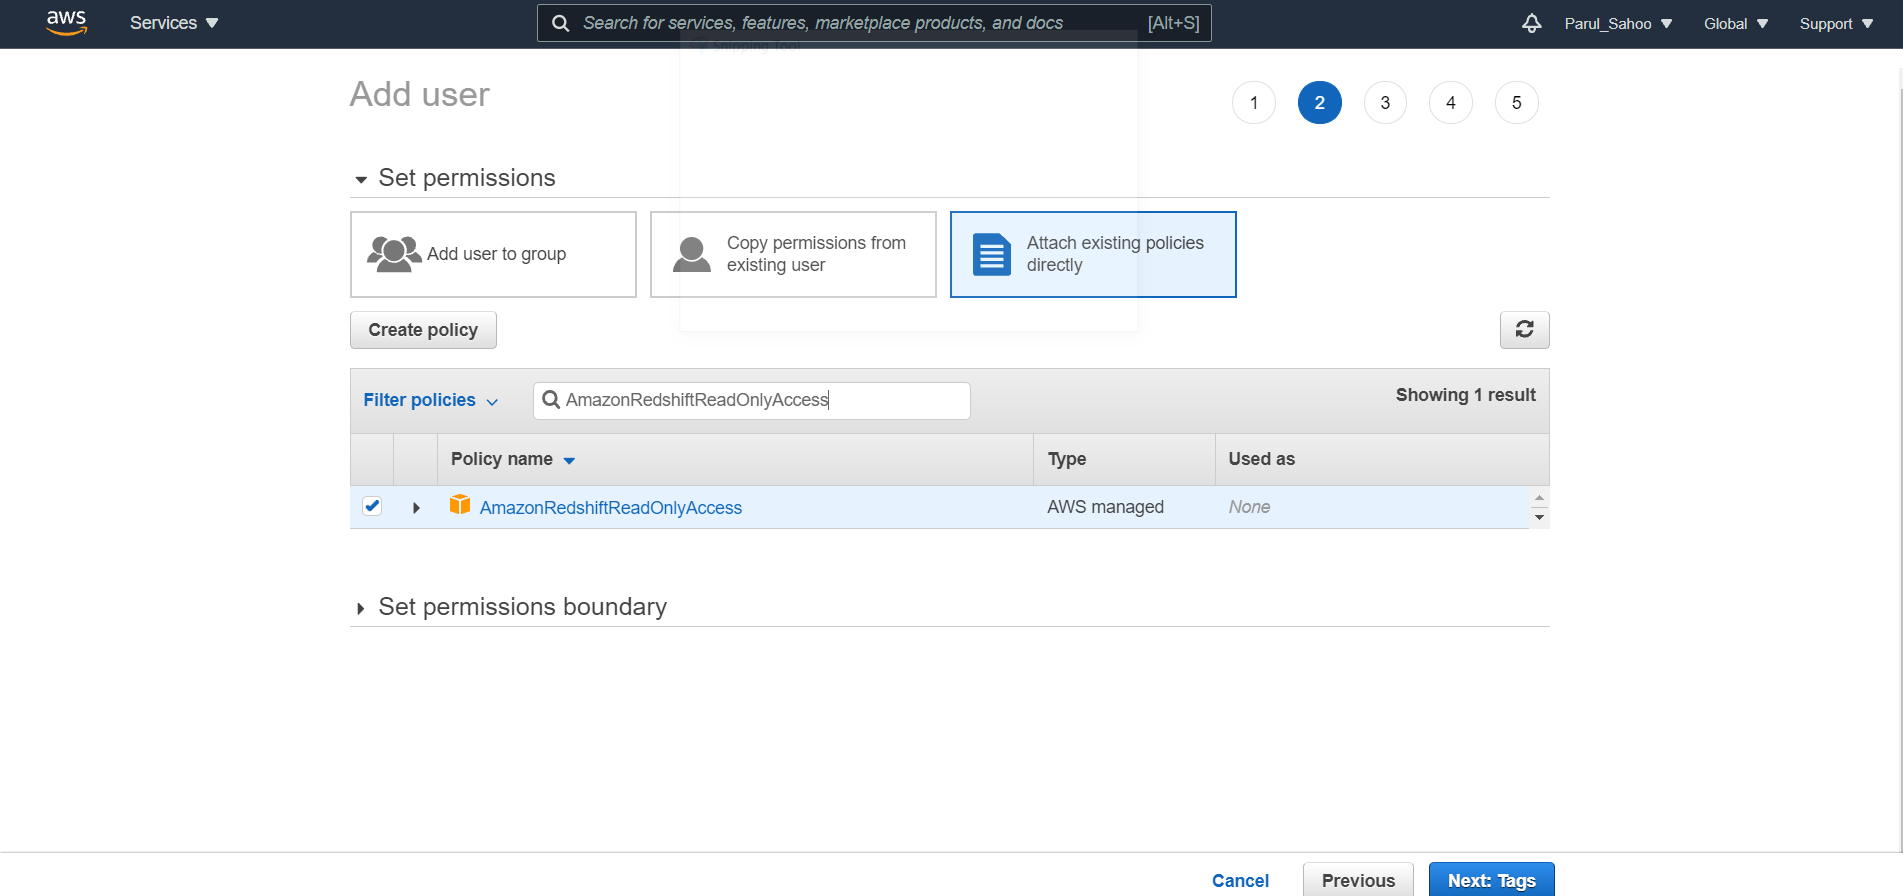 aws
Services
Search for services, features, marketplace products, and docs [Alt+S]
Parul_Sahoo
Global
Support
Snipping Tool
Add user
1 2 3 4 5
Set permissions
Add user to group
Copy permissions from
existing user
Attach existing policies
directly
Create policy
Filter policies
AmazonRedshiftReadOnlyAccess
Showing 1 result
Policy name Type Used as
AmazonRedshiftReadOnlyAccess AWS managed None
Set permissions boundary
Cancel Previous Next: Tags